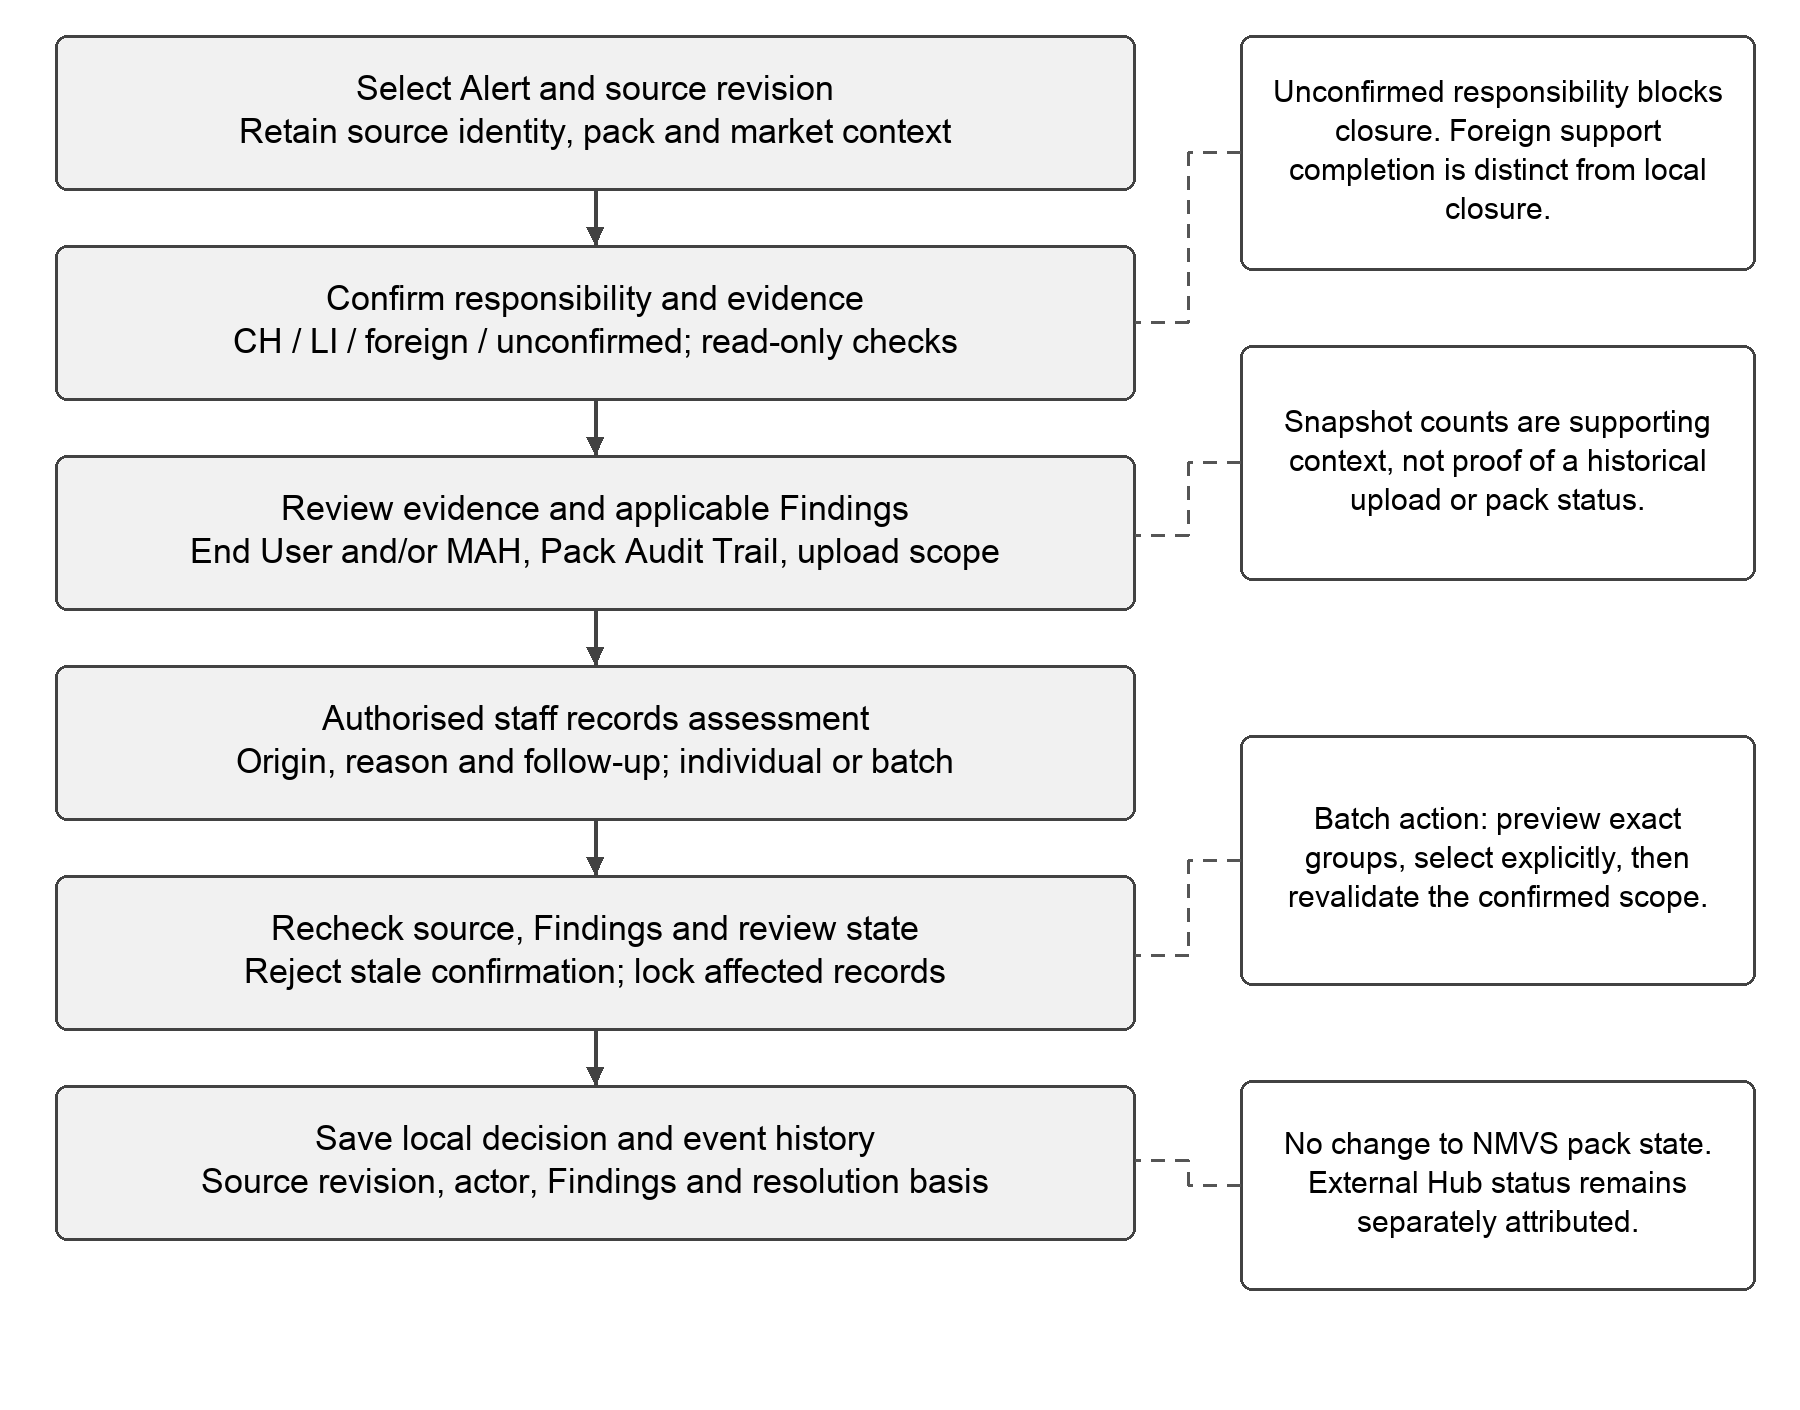 Select Alert and source revision
Retain source identity, pack and market context
Unconfirmed responsibility blocks
closure. Foreign support
completion is distinct from local
closure.
Confirm responsibility and evidence
CH / LI / foreign / unconfirmed; read-only checks
Snapshot counts are supporting
context, not proof of a historical
upload or pack status.
Review evidence and applicable Findings
End User and/or MAH, Pack Audit Trail, upload scope
Authorised staff records assessment
Origin, reason and follow-up; individual or batch
Batch action: preview exact
groups, select explicitly, then
revalidate the confirmed scope.
Recheck source, Findings and review state
Reject stale confirmation; lock affected records
Save local decision and event history
Source revision, actor, Findings and resolution basis
No change to NMVS pack state.
External Hub status remains
separately attributed.